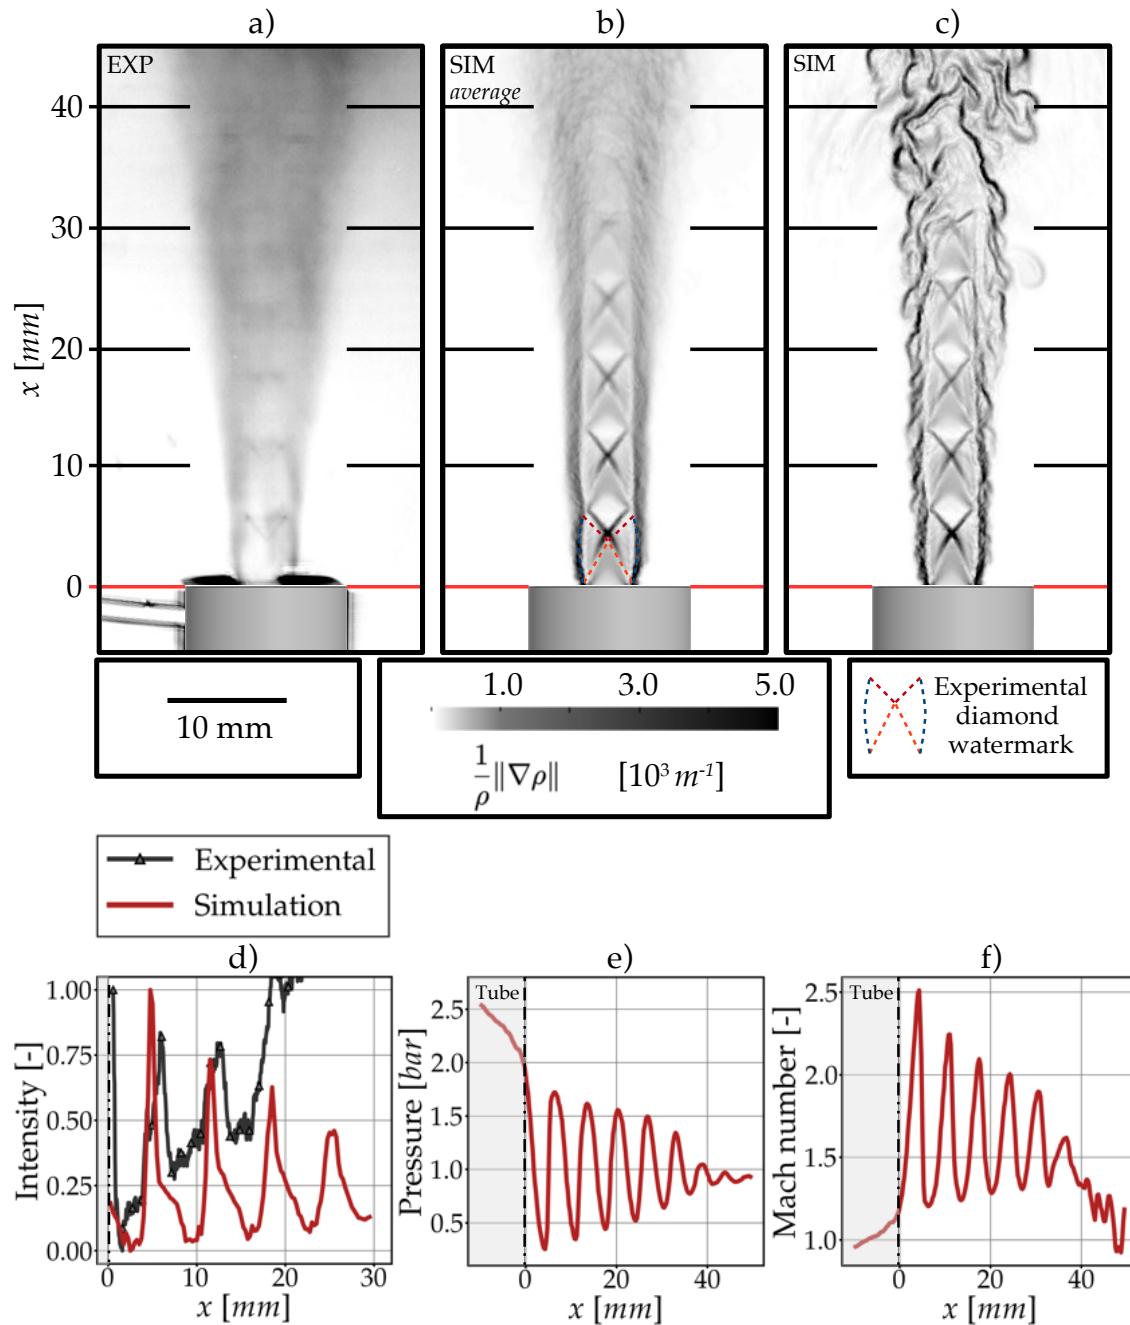 a)
b)
c)
EXP
SIM
average
SIM
40
30
20
10
0
x [mm]
10 mm
1.0 3.0 5.0
1/ρ ||∇ρ|| [10³ m⁻¹]
Experimental
diamond
watermark
Experimental
Simulation
d)
1.00
0.75
0.50
0.25
0.00
Intensity [-]
0 10 20 30
x [mm]
e)
Tube
2.5
2.0
1.5
1.0
0.5
Pressure [bar]
0 20 40
x [mm]
f)
Tube
2.5
2.0
1.5
1.0
Mach number [-]
0 20 40
x [mm]